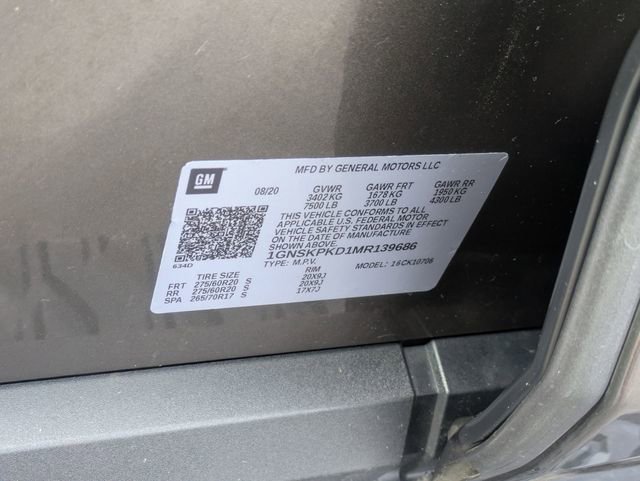 GM
MFD BY GENERAL MOTORS LLC
08/20 GVWR GAWR FRT GAWR RR
3402 KG 1678 KG 1950 KG
7500 LB 3700 LB 4300 LB
THIS VEHICLE CONFORMS TO ALL
APPLICABLE U.S. FEDERAL MOTOR
VEHICLE SAFETY STANDARDS IN EFFECT
ON THE DATE OF MANUFACTURE
SHOWN ABOVE.
1GNSKPKD1MR139686
634D
TYPE: M.P.V. MODEL: 16CK10706
TIRE SIZE RIM
FRT 275/60R20 S 20X9J
RR 275/60R20 S 20X9J
SPA 265/70R17 S 17X7J